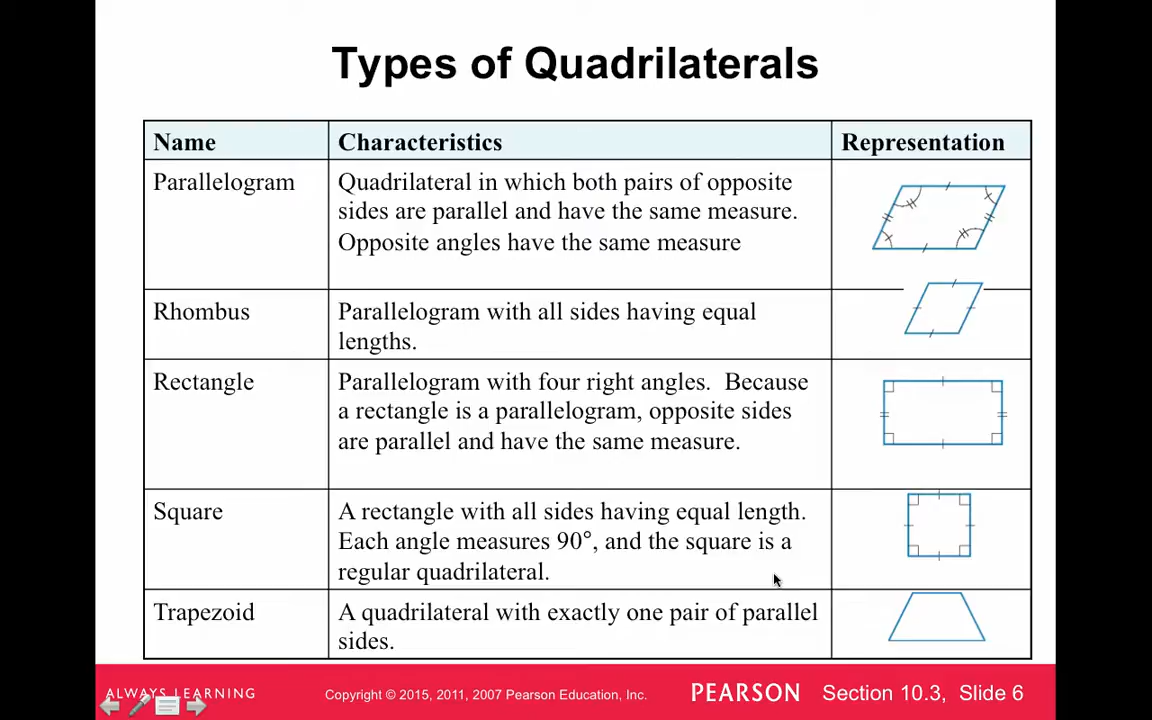 Types of Quadrilaterals
Name Characteristics Representation
Parallelogram Quadrilateral in which both pairs of opposite
sides are parallel and have the same measure.
Opposite angles have the same measure
Rhombus Parallelogram with all sides having equal
lengths.
Rectangle Parallelogram with four right angles.  Because
a rectangle is a parallelogram, opposite sides
are parallel and have the same measure.
Square A rectangle with all sides having equal length.
Each angle measures 90°, and the square is a
regular quadrilateral.
Trapezoid A quadrilateral with exactly one pair of parallel
sides.
ALWAYS LEARNING Copyright © 2015, 2011, 2007 Pearson Education, Inc. PEARSON Section 10.3,  Slide 6